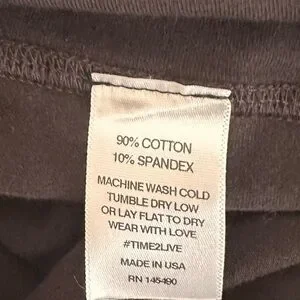 90% COTTON
10% SPANDEX
MACHINE WASH COLD
TUMBLE DRY LOW
OR LAY FLAT TO DRY
WEAR WITH LOVE
#TIME2LIVE
MADE IN USA
RN 145490